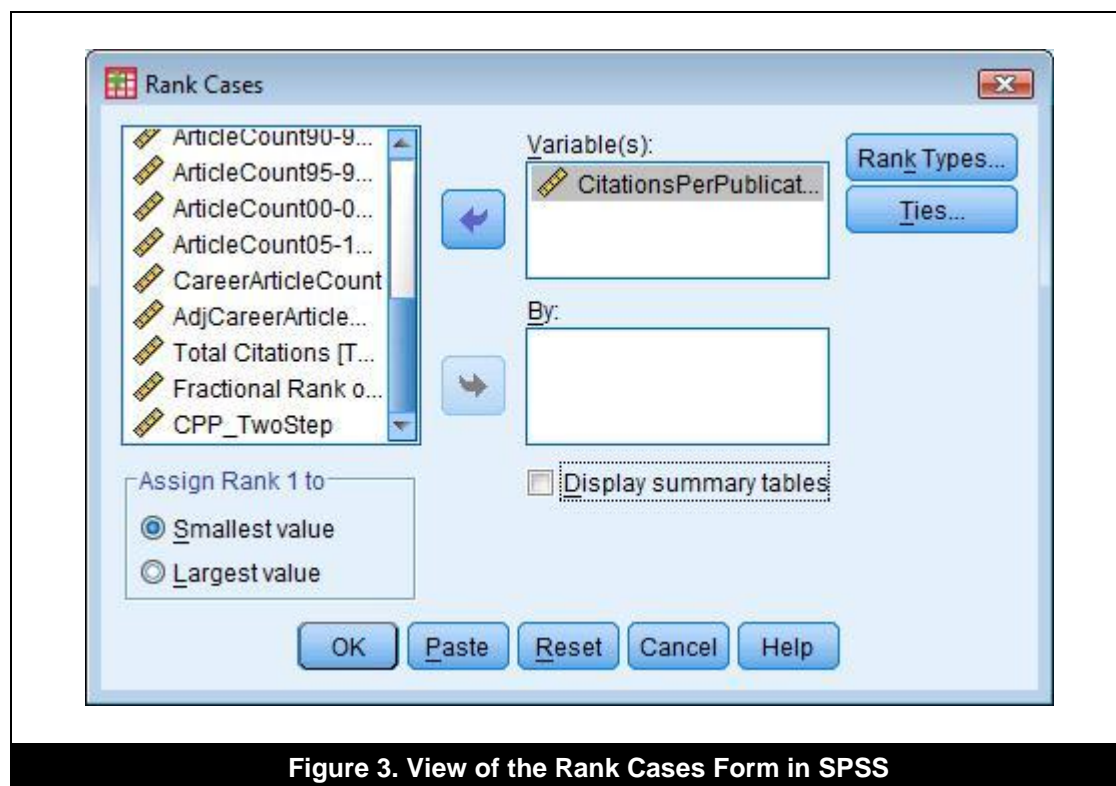 Rank Cases
ArticleCount90-9...
ArticleCount95-9...
ArticleCount00-0...
ArticleCount05-1...
CareerArticleCount
AdjCareerArticle...
Total Citations [T...
Fractional Rank o...
CPP_TwoStep
Variable(s):
CitationsPerPublicat...
By:
Rank Types...
Ties...
Assign Rank 1 to
Smallest value
Largest value
Display summary tables
OK
Paste
Reset
Cancel
Help
Figure 3. View of the Rank Cases Form in SPSS